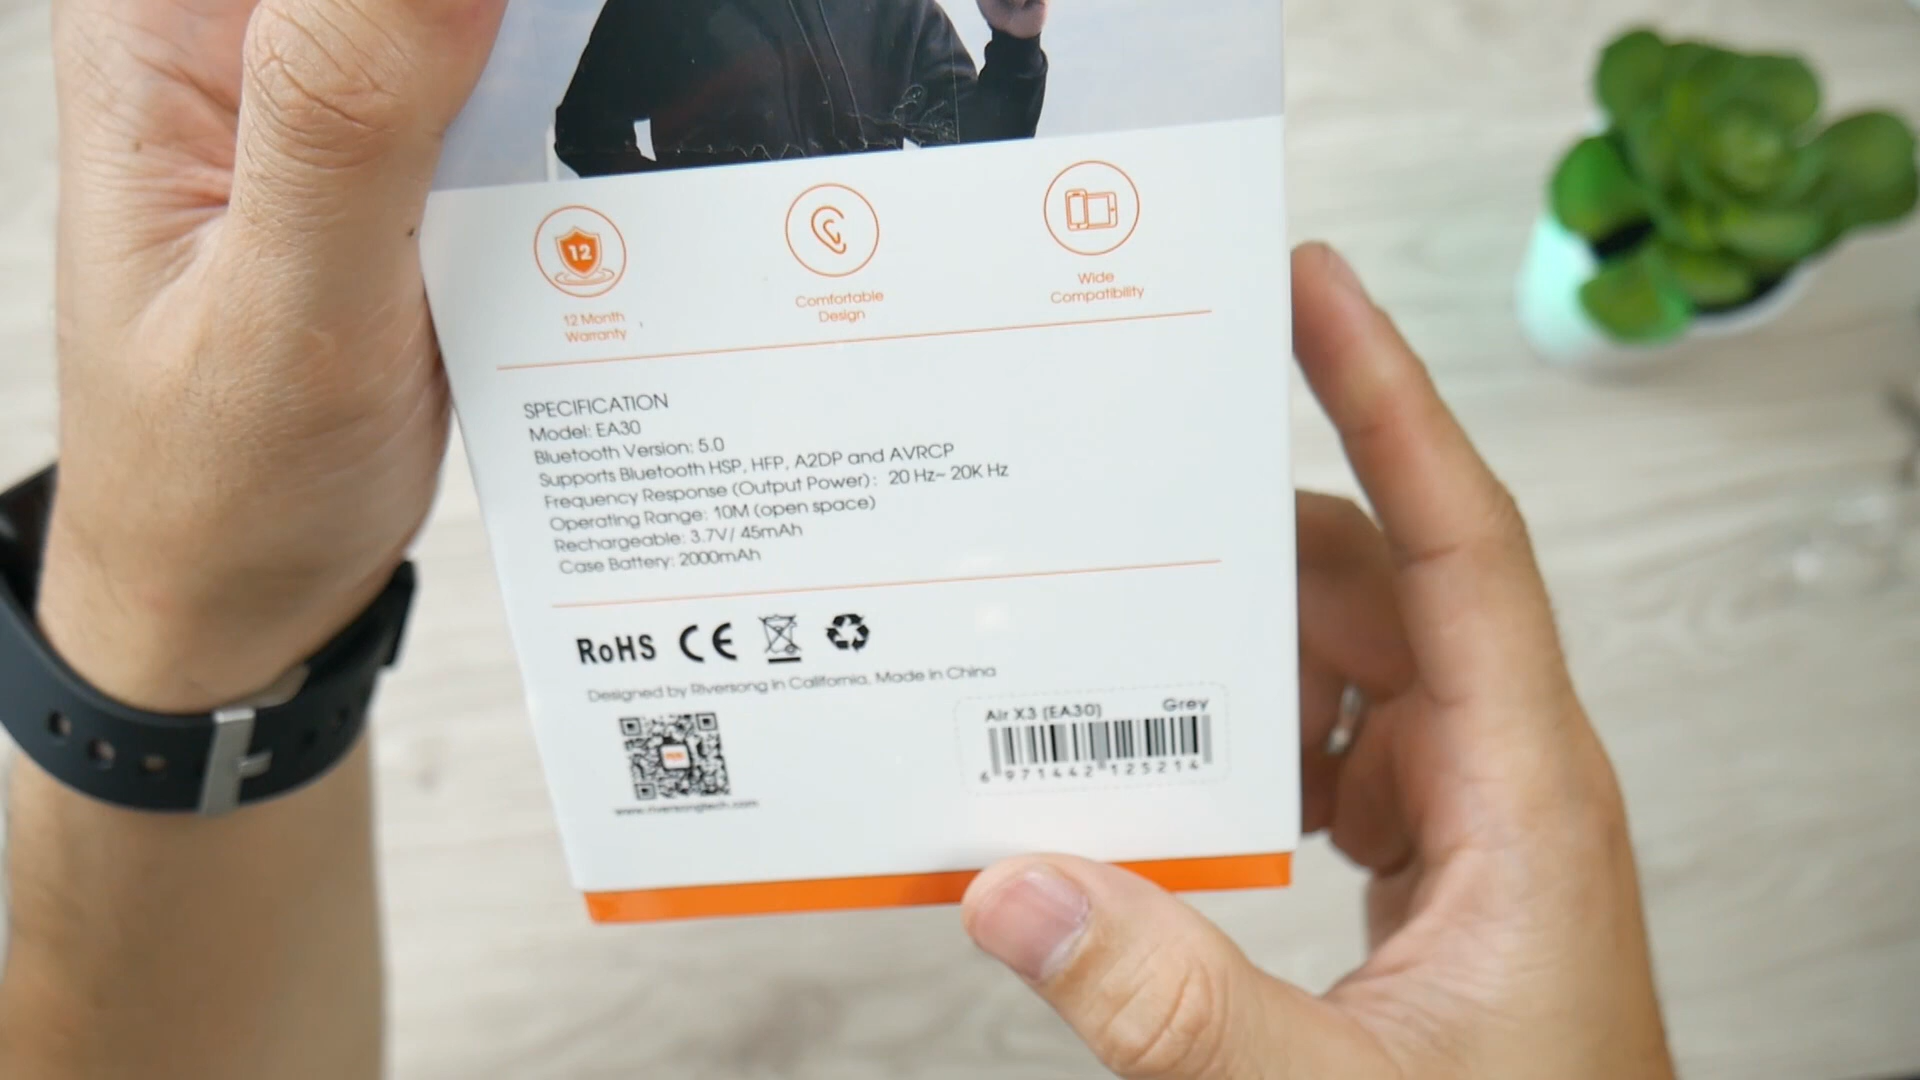 12
12 Month
Warranty
Comfortable
Design
Wide
Compatibility
SPECIFICATION
Model: EA30
Bluetooth Version: 5.0
Supports Bluetooth HSP, HFP, A2DP and AVRCP
Frequency Response (Output Power): 20 Hz~ 20K Hz
Operating Range: 10M (open space)
Rechargeable: 3.7V/ 45mAh
Case Battery: 2000mAh
RoHS CE
Designed by Riversong in California, Made in China
Air X3 (EA30) Grey
6 971442 125214
www.riversongtech.com